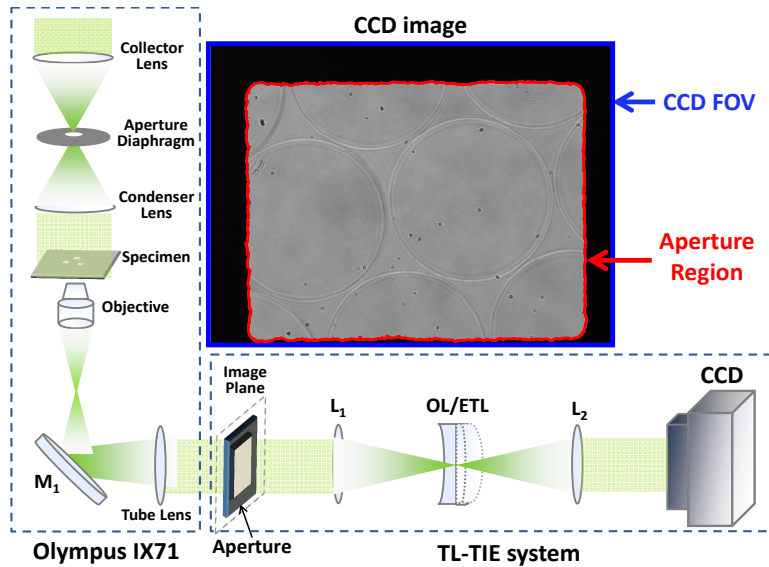 CCD image
Collector
Lens
Aperture
Diaphragm
Condenser
Lens
Specimen
Objective
M1
Tube Lens
Olympus IX71
CCD FOV
Aperture
Region
Image
Plane
L1
OL/ETL
L2
CCD
Aperture
TL-TIE system